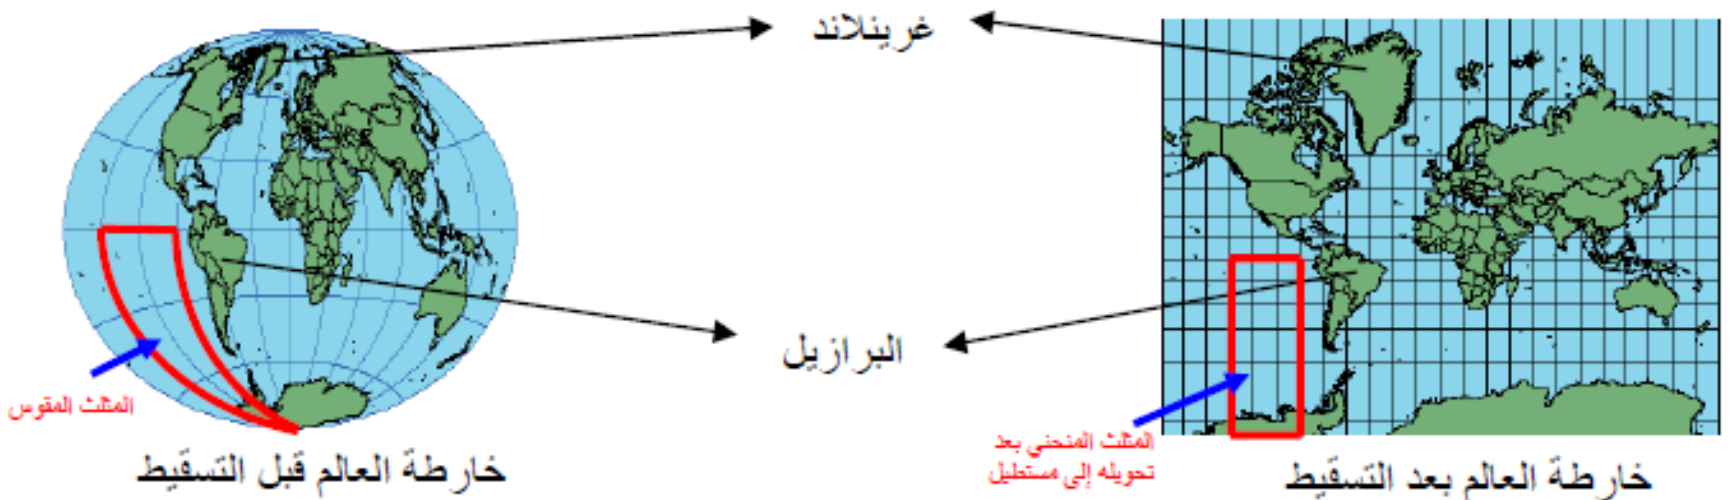 غرينلاند
البرازيل
المثلث المقوس
المثلث المنحني بعد
تحويله إلى مستطيل
خارطة العالم قبل التسقيط
خارطة العالم بعد التسقيط